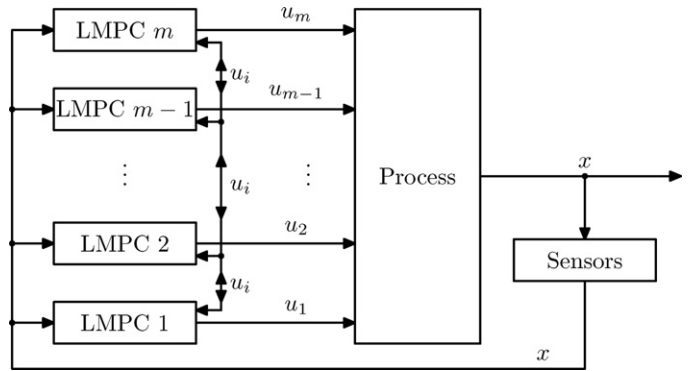 LMPC m
u_m
u_i
LMPC m − 1
u_{m−1}
⋮
u_i
⋮
Process
x
LMPC 2
u_2
Sensors
u_i
LMPC 1
u_1
x